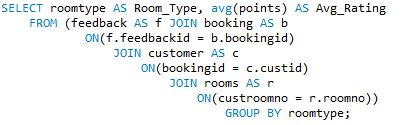 SELECT roomtype AS Room_Type, avg(points) AS Avg_Rating
FROM (feedback AS f JOIN booking AS b
ON(f.feedbackid = b.bookingid)
JOIN customer AS c
ON(bookingid = c.custid)
JOIN rooms AS r
ON(custroomno = r.roomno))
GROUP BY roomtype;